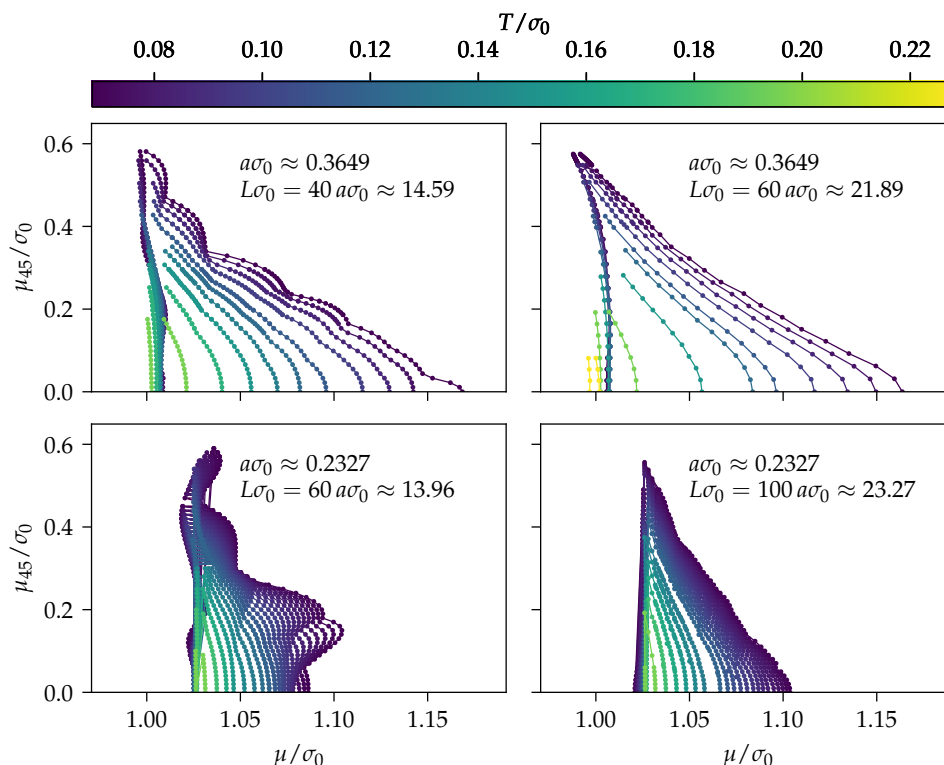 T/σ₀
0.08 0.10 0.12 0.14 0.16 0.18 0.20 0.22
0.6
0.4
0.2
0.0
μ₄₅/σ₀
aσ₀ ≈ 0.3649
Lσ₀ = 40 aσ₀ ≈ 14.59
aσ₀ ≈ 0.3649
Lσ₀ = 60 aσ₀ ≈ 21.89
0.6
0.4
0.2
0.0
μ₄₅/σ₀
aσ₀ ≈ 0.2327
Lσ₀ = 60 aσ₀ ≈ 13.96
aσ₀ ≈ 0.2327
Lσ₀ = 100 aσ₀ ≈ 23.27
1.00 1.05 1.10 1.15
μ/σ₀
1.00 1.05 1.10 1.15
μ/σ₀